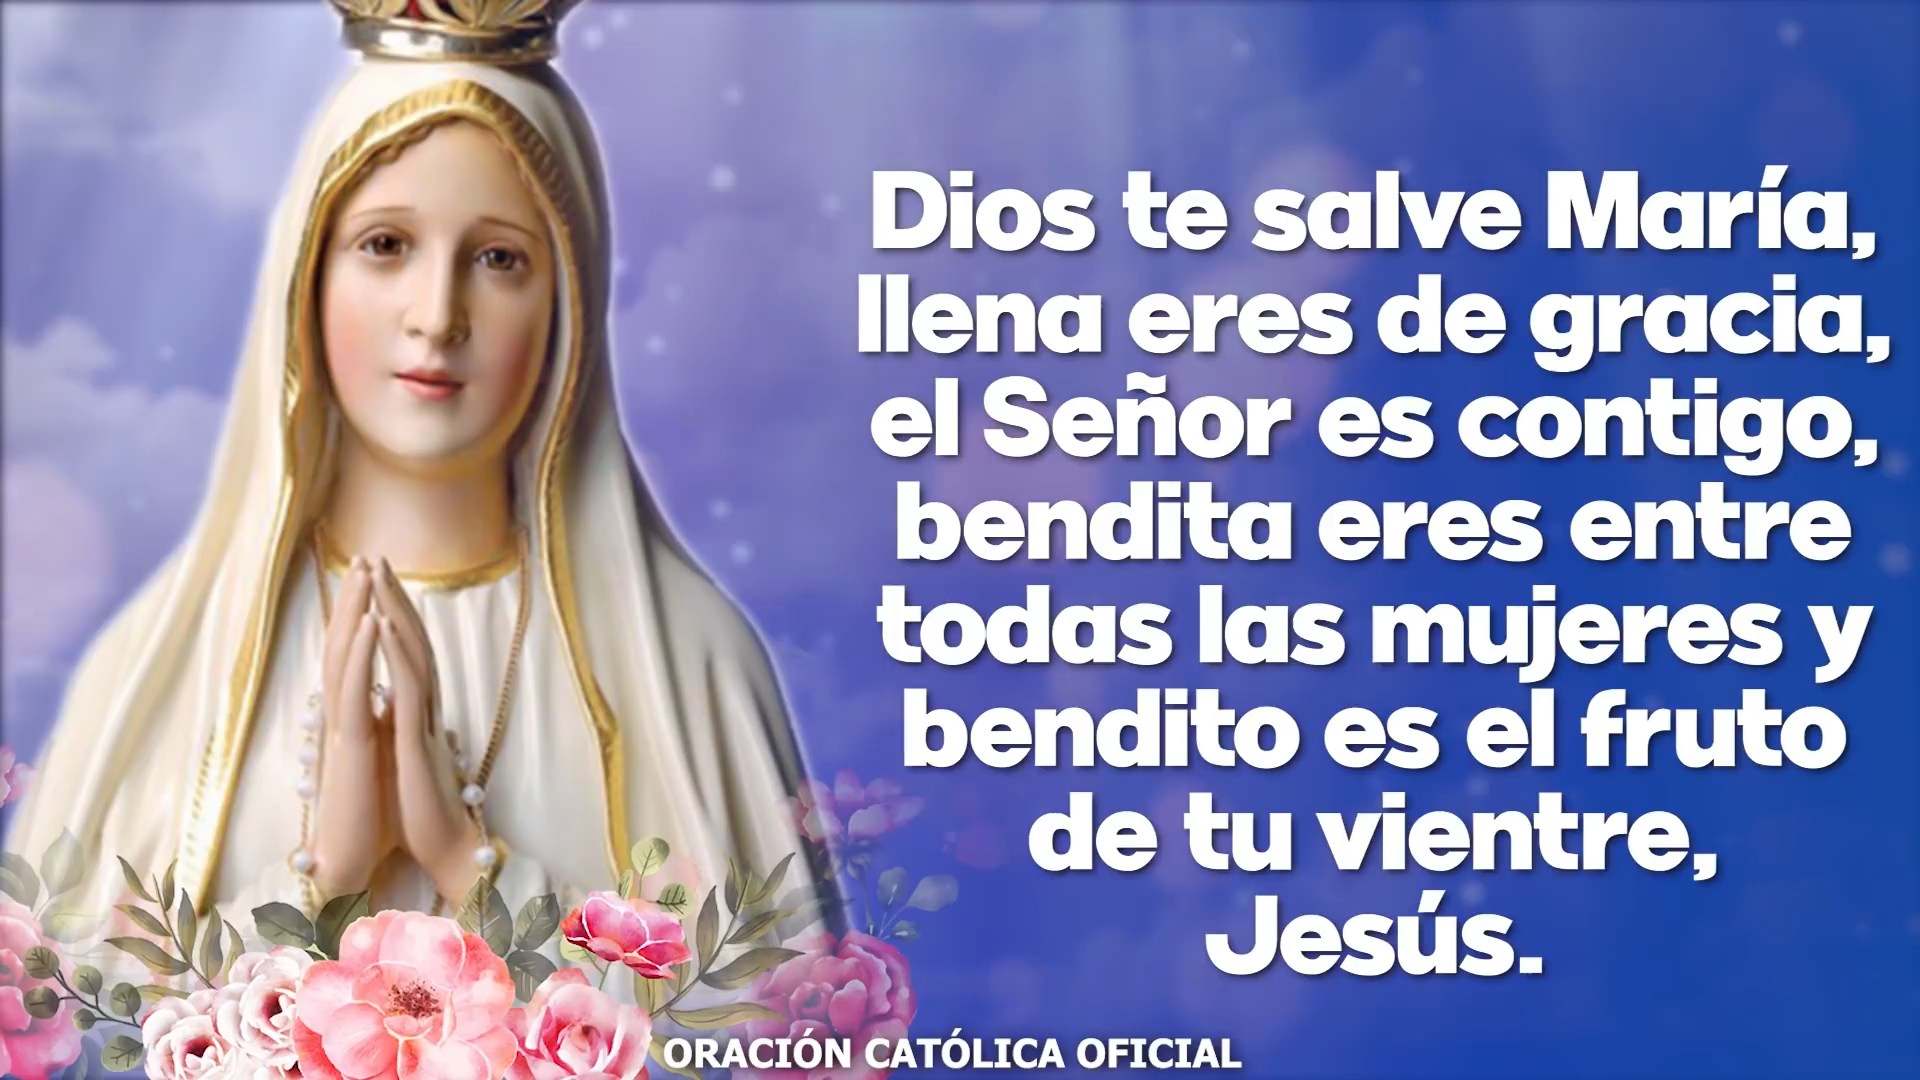 Dios te salve María,
llena eres de gracia,
el Señor es contigo,
bendita eres entre
todas las mujeres y
bendito es el fruto
de tu vientre,
Jesús.
ORACIÓN CATÓLICA OFICIAL